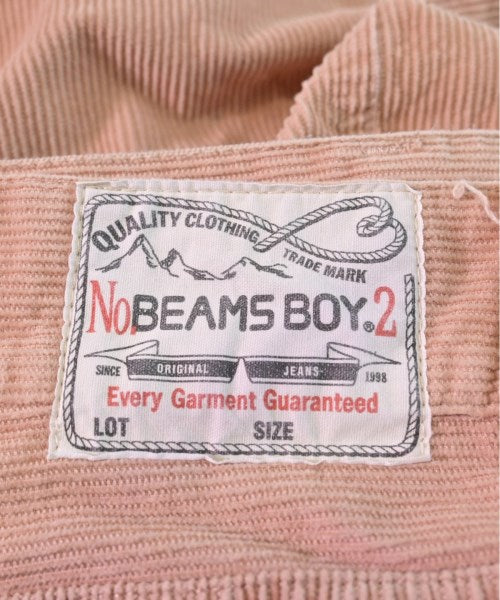 QUALITY CLOTHING
TRADE MARK
No. BEAMS BOY® 2
SINCE ORIGINAL JEANS 1998
Every Garment Guaranteed
LOT SIZE